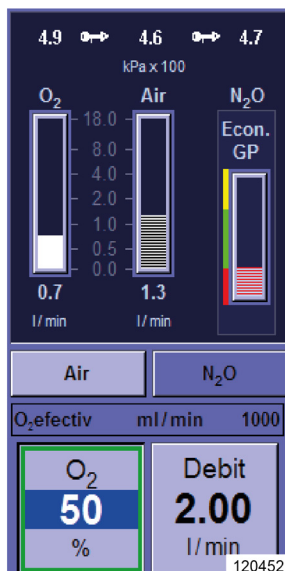 4.9 4.6 4.7
kPa x 100
O₂ Air N₂O
Econ.
GP
18.0
8.0
4.0
2.0
1.0
0.5
0.0
0.7 1.3
l/min l/min
Air N₂O
O₂efectiv ml/min 1000
O₂ Debit
50 2.00
% l/min
120452